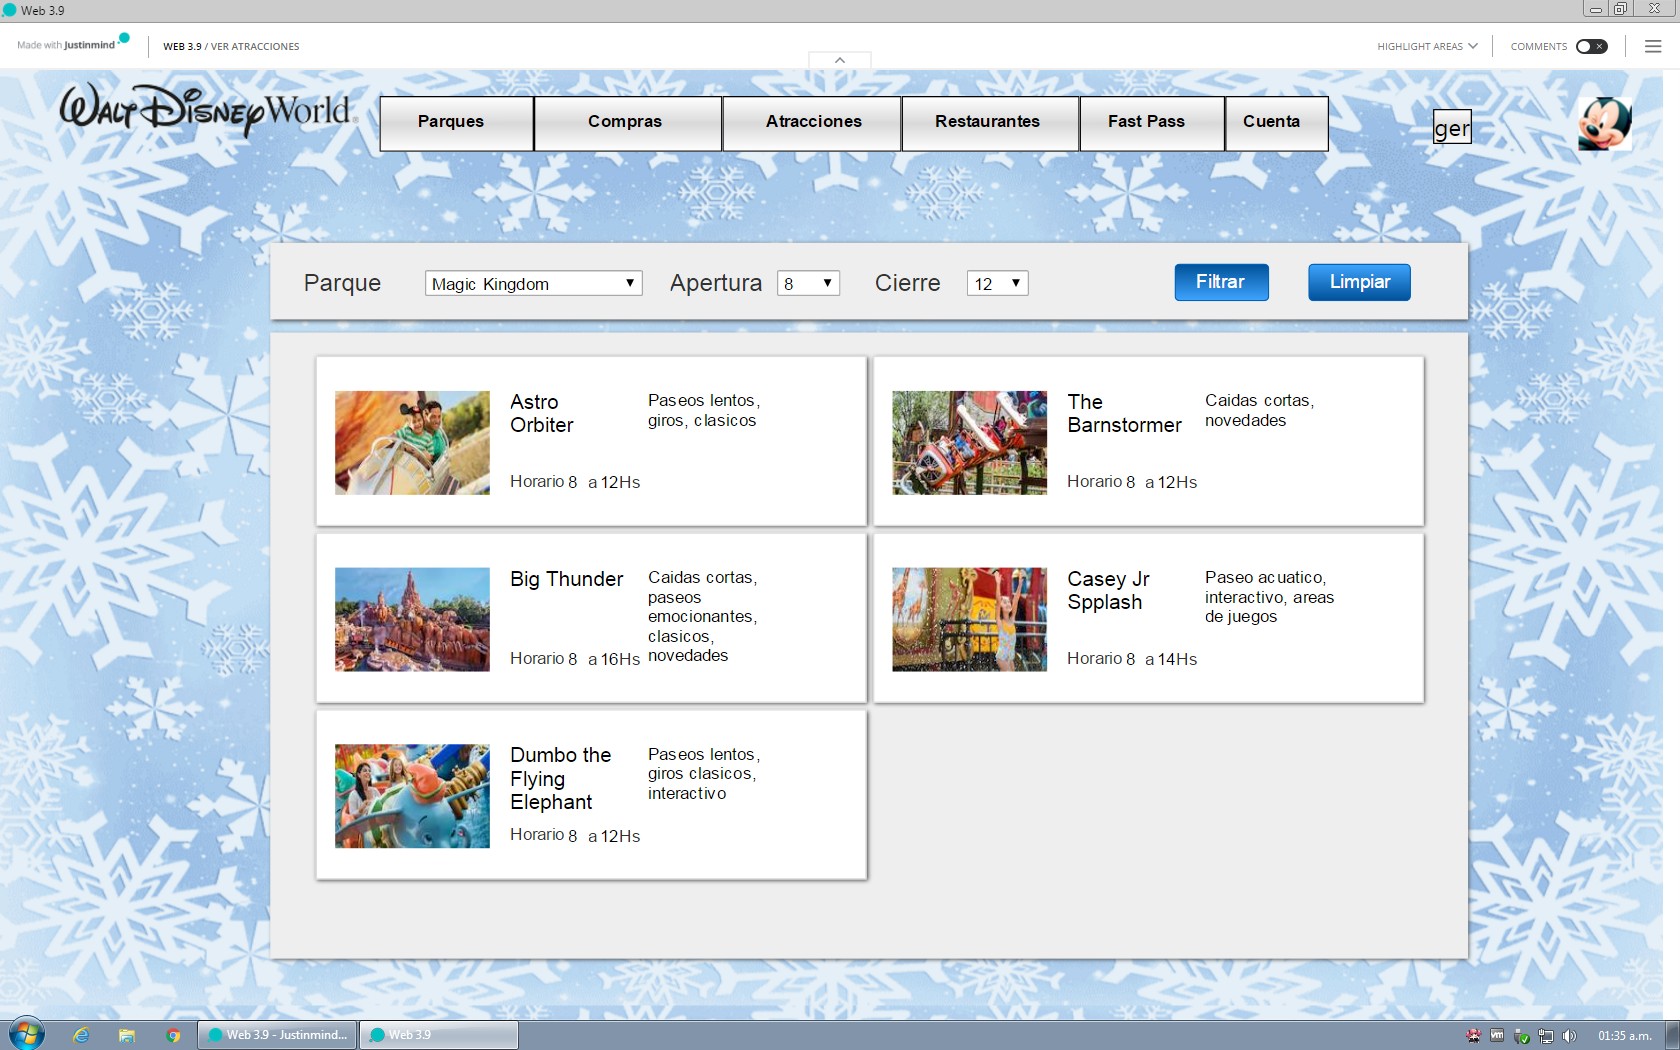 Web 3.9
Made with Justinmind
WEB 3.9 / VER ATRACCIONES
HIGHLIGHT AREAS
COMMENTS
WALT DISNEY World
Parques
Compras
Atracciones
Restaurantes
Fast Pass
Cuenta
ger
Parque
Magic Kingdom
Apertura
8
Cierre
12
Filtrar
Limpiar
Astro
Orbiter
Paseos lentos,
giros, clasicos
Horario 8 a 12Hs
The
Barnstormer
Caidas cortas,
novedades
Horario 8 a 12Hs
Big Thunder
Caidas cortas,
paseos
emocionantes,
clasicos,
novedades
Horario 8 a 16Hs
Casey Jr
Spplash
Paseo acuatico,
interactivo, areas
de juegos
Horario 8 a 14Hs
Dumbo the
Flying
Elephant
Paseos lentos,
giros clasicos,
interactivo
Horario 8 a 12Hs
Web 3.9 - Justinmind...
Web 3.9
vm
01:35 a.m.